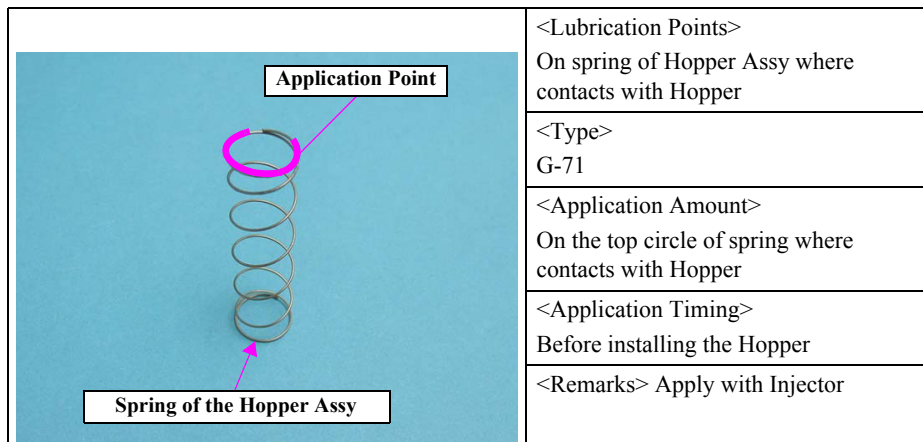 Application Point
Spring of the Hopper Assy
<Lubrication Points>
On spring of Hopper Assy where
contacts with Hopper
<Type>
G-71
<Application Amount>
On the top circle of spring where
contacts with Hopper
<Application Timing>
Before installing the Hopper
<Remarks> Apply with Injector